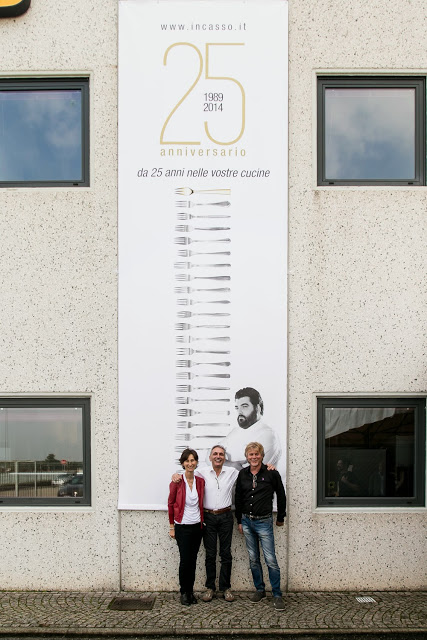 www.incasso.it
25
1989
2014
anniversario
da 25 anni nelle vostre cucine